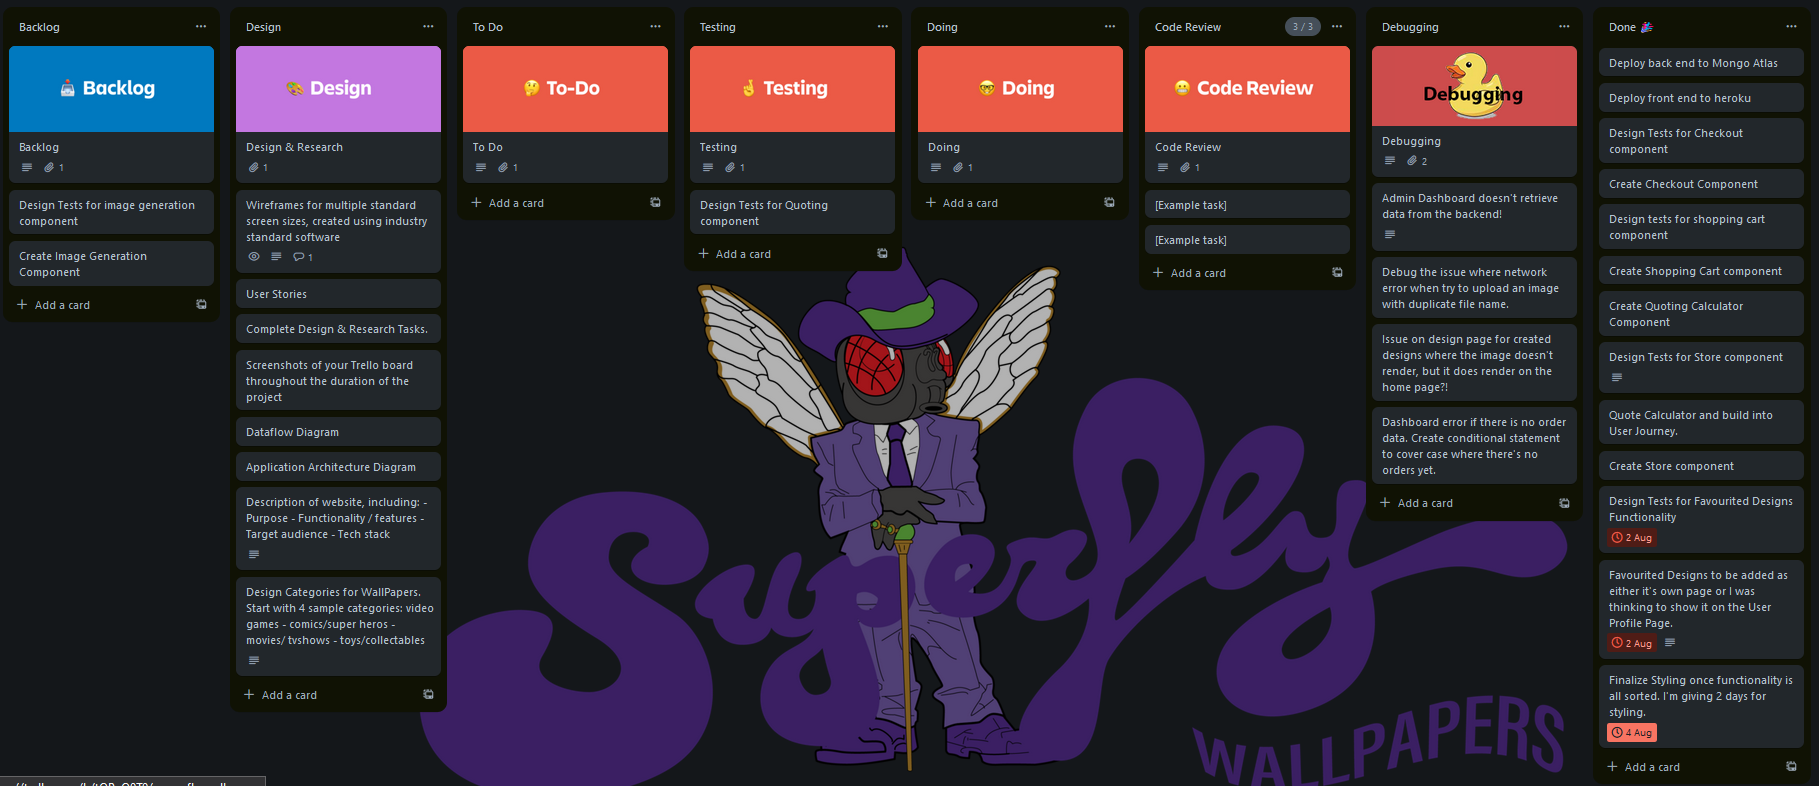 Backlog
Backlog
Backlog
1
Design Tests for image generation
component
Create Image Generation
Component
Add a card
Design
Design
Design & Research
1
Wireframes for multiple standard
screen sizes, created using industry
standard software
1
User Stories
Complete Design & Research Tasks.
Screenshots of your Trello board
throughout the duration of the
project
Dataflow Diagram
Application Architecture Diagram
Description of website, including: -
Purpose - Functionality / features -
Target audience - Tech stack
Design Categories for WallPapers.
Start with 4 sample categories: video
games - comics/super heros -
movies/ tvshows - toys/collectables
Add a card
To Do
To-Do
To Do
1
Add a card
Testing
Testing
Testing
1
Design Tests for Quoting
component
Add a card
Doing
Doing
Doing
1
Add a card
Code Review
3 / 3
Code Review
Code Review
1
[Example task]
[Example task]
Add a card
Debugging
Debugging
Debugging
2
Admin Dashboard doesn't retrieve
data from the backend!
Debug the issue where network
error when try to upload an image
with duplicate file name.
Issue on design page for created
designs where the image doesn't
render, but it does render on the
home page?!
Dashboard error if there is no order
data. Create conditional statement
to cover case where there's no
orders yet.
Add a card
Done
Deploy back end to Mongo Atlas
Deploy front end to heroku
Design Tests for Checkout
component
Create Checkout Component
Design tests for shopping cart
component
Create Shopping Cart component
Create Quoting Calculator
Component
Design Tests for Store component
Quote Calculator and build into
User Journey.
Create Store component
Design Tests for Favourited Designs
Functionality
2 Aug
Favourited Designs to be added as
either it's own page or I was
thinking to show it on the User
Profile Page.
2 Aug
Finalize Styling once functionality is
all sorted. I'm giving 2 days for
styling.
4 Aug
Add a card
Superfly
WALLPAPERS